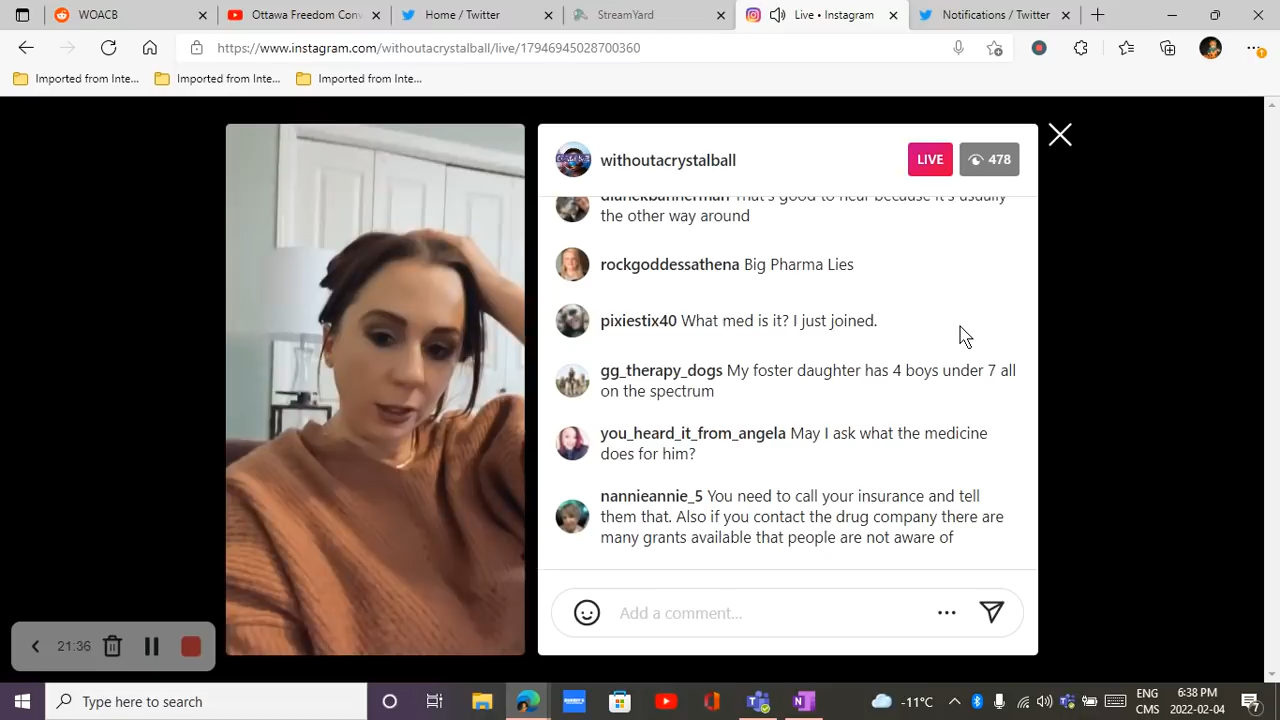 WOACB
Ottawa Freedom Con
Home / Twitter
StreamYard
Live • Instagram
Notifications / Twitter
https://www.instagram.com/withoutacrystalball/live/17946945028700360
Imported from Inte...
Imported from Inte...
Imported from Inte...
withoutacrystalball
LIVE
478
dianekbannerman That's good to hear because it's usually
the other way around
rockgoddessathena Big Pharma Lies
pixiestix40 What med is it? I just joined.
gg_therapy_dogs My foster daughter has 4 boys under 7 all
on the spectrum
you_heard_it_from_angela May I ask what the medicine
does for him?
nannieannie_5 You need to call your insurance and tell
them that. Also if you contact the drug company there are
many grants available that people are not aware of
Add a comment...
21:36
Type here to search
-11°C
ENG
CMS
6:38 PM
2022-02-04
7